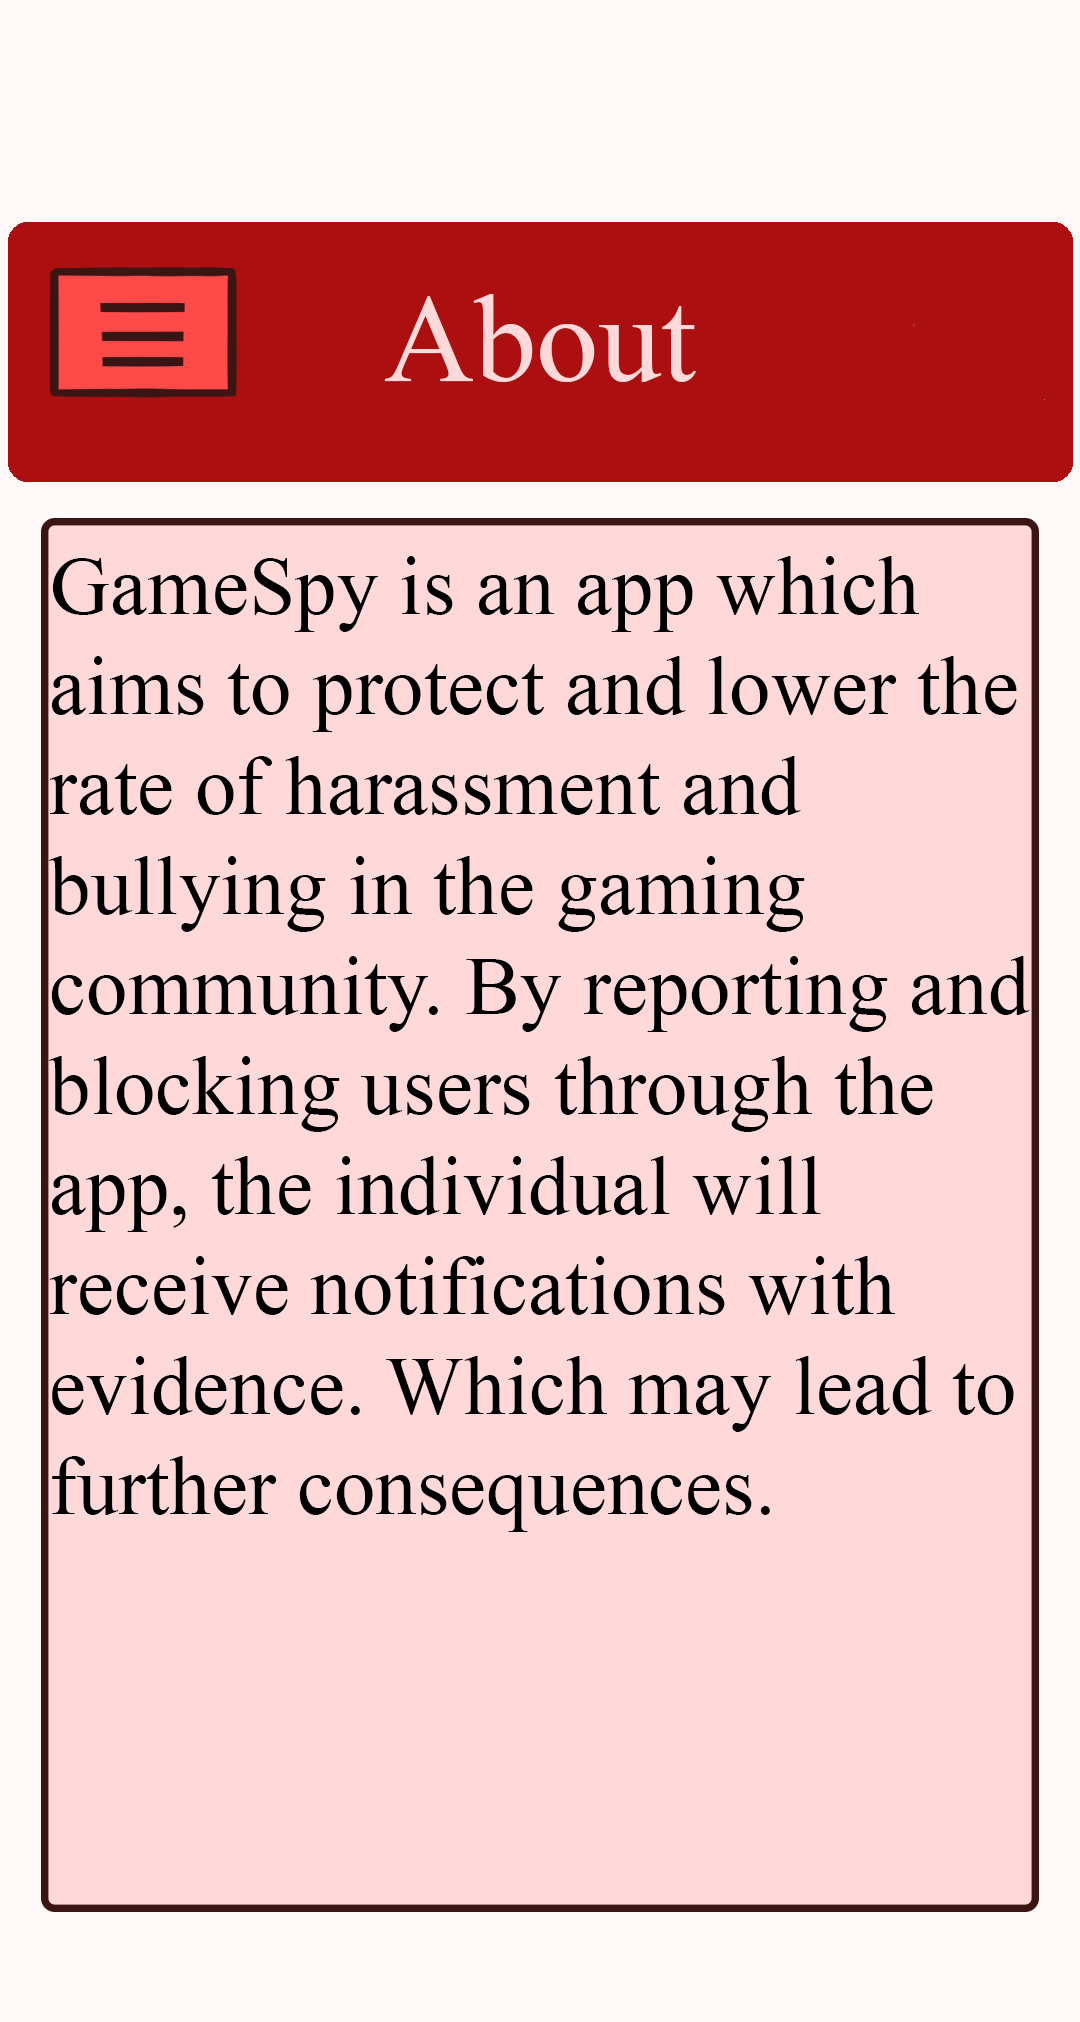 About
GameSpy is an app which
aims to protect and lower the
rate of harassment and
bullying in the gaming
community. By reporting and
blocking users through the
app, the individual will
receive notifications with
evidence. Which may lead to
further consequences.